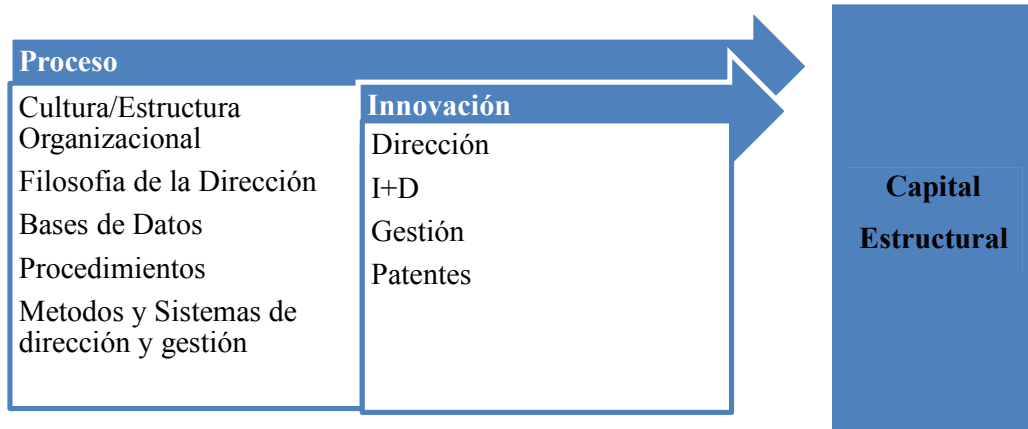 Proceso
Cultura/Estructura
Organizacional
Filosofia de la Dirección
Bases de Datos
Procedimientos
Metodos y Sistemas de
dirección y gestión
Innovación
Dirección
I+D
Gestión
Patentes
Capital
Estructural